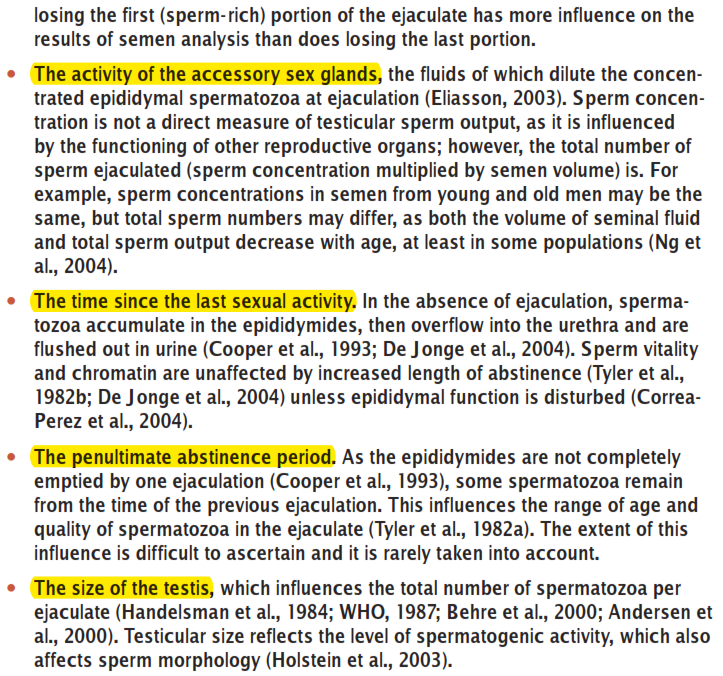 losing the first (sperm-rich) portion of the ejaculate has more influence on the
results of semen analysis than does losing the last portion.
• The activity of the accessory sex glands, the fluids of which dilute the concen-
trated epididymal spermatozoa at ejaculation (Eliasson, 2003). Sperm concen-
tration is not a direct measure of testicular sperm output, as it is influenced
by the functioning of other reproductive organs; however, the total number of
sperm ejaculated (sperm concentration multiplied by semen volume) is. For
example, sperm concentrations in semen from young and old men may be the
same, but total sperm numbers may differ, as both the volume of seminal fluid
and total sperm output decrease with age, at least in some populations (Ng et
al., 2004).
• The time since the last sexual activity. In the absence of ejaculation, sperma-
tozoa accumulate in the epididymides, then overflow into the urethra and are
flushed out in urine (Cooper et al., 1993; De Jonge et al., 2004). Sperm vitality
and chromatin are unaffected by increased length of abstinence (Tyler et al.,
1982b; De Jonge et al., 2004) unless epididymal function is disturbed (Correa-
Perez et al., 2004).
• The penultimate abstinence period. As the epididymides are not completely
emptied by one ejaculation (Cooper et al., 1993), some spermatozoa remain
from the time of the previous ejaculation. This influences the range of age and
quality of spermatozoa in the ejaculate (Tyler et al., 1982a). The extent of this
influence is difficult to ascertain and it is rarely taken into account.
• The size of the testis, which influences the total number of spermatozoa per
ejaculate (Handelsman et al., 1984; WHO, 1987; Behre et al., 2000; Andersen et
al., 2000). Testicular size reflects the level of spermatogenic activity, which also
affects sperm morphology (Holstein et al., 2003).